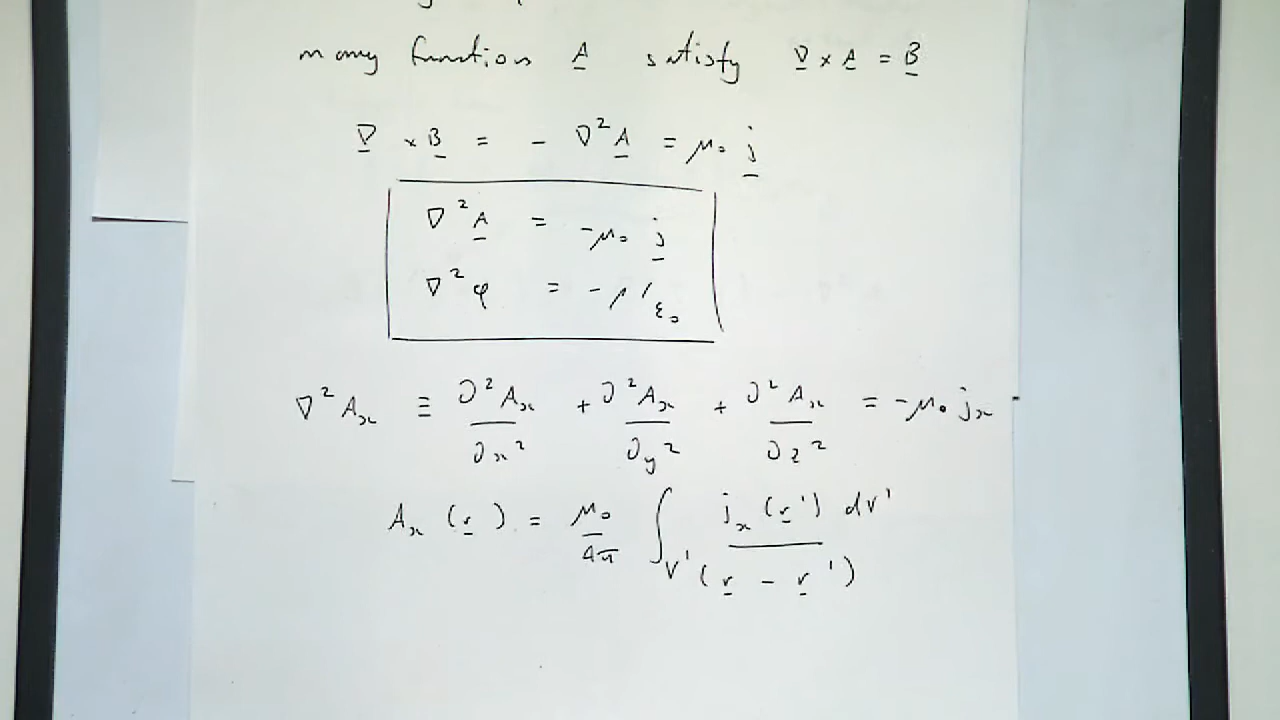 many function A satisfy ∇ × A = B
∇ × B = - ∇²A = μ₀ j
∇²A = -μ₀ j
∇²φ = -ρ/ε₀
∇²Aₓ ≡ ∂²Aₓ/∂x² + ∂²Aₓ/∂y² + ∂²Aₓ/∂z² = -μ₀ jₓ
Aₓ (r) = μ₀/4π ∫_V' jₓ (r') dv' / (r - r')